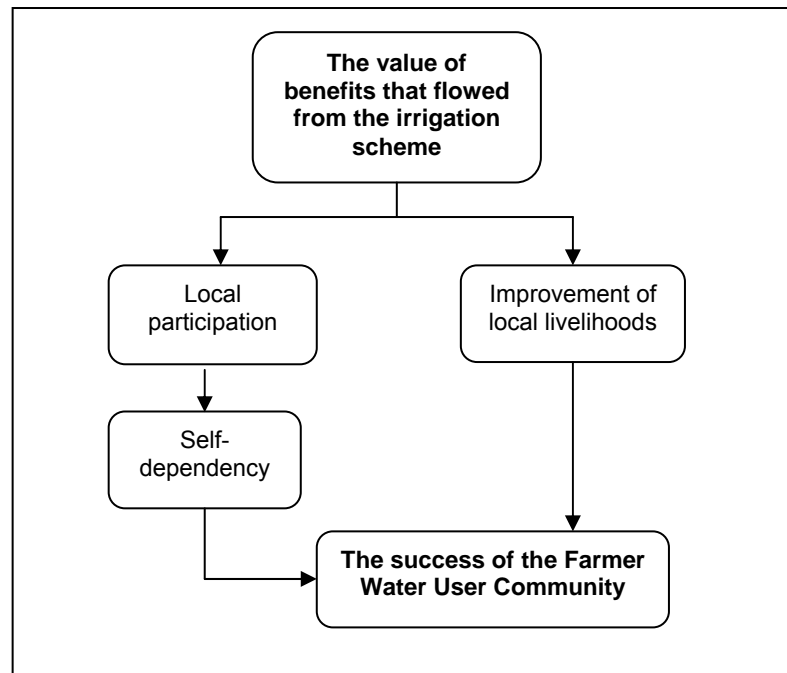 The value of
benefits that flowed
from the irrigation
scheme
Local
participation
Improvement of
local livelihoods
Self-
dependency
The success of the Farmer
Water User Community